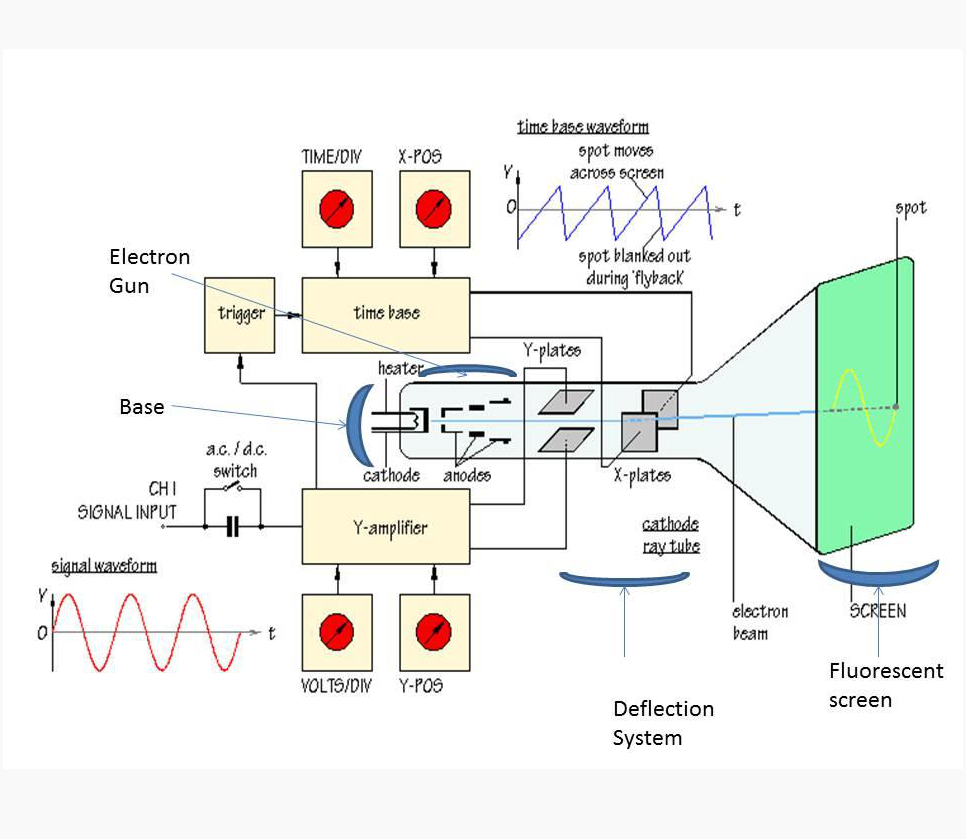 time base waveform
TIME/DIV
X-POS
spot moves
across screen
V
0
t
spot
spot blanked out
during 'flyback'
Electron
Gun
trigger
time base
Y-plates
heater
Base
a.c. / d.c.
switch
cathode
anodes
X-plates
CH I
SIGNAL INPUT
Y-amplifier
cathode
ray tube
signal waveform
V
0
t
electron
beam
SCREEN
VOLTS/DIV
Y-POS
Fluorescent
screen
Deflection
System